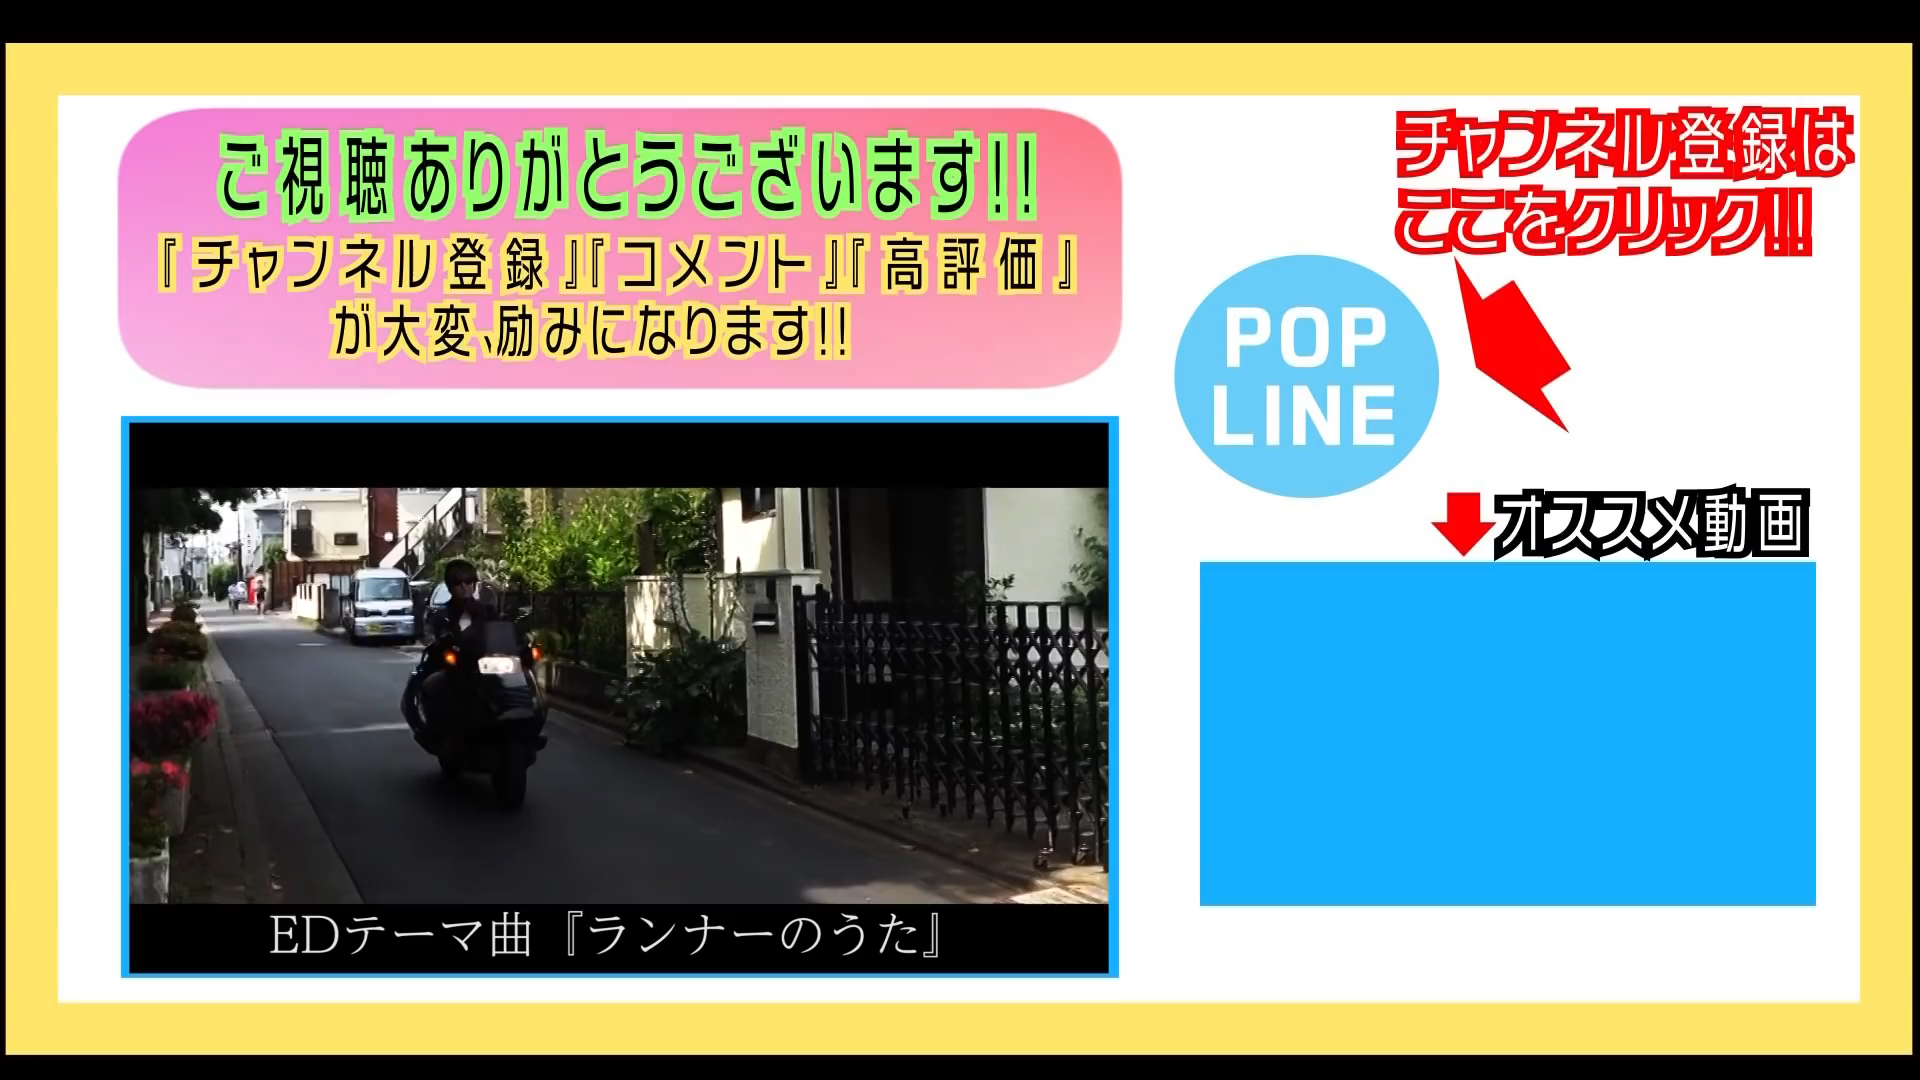 ご視聴ありがとうございます!!
『チャンネル登録』『コメント』『高評価』
が大変、励みになります!!
チャンネル登録は
ここをクリック!!
POP
LINE
オススメ動画
EDテーマ曲『ランナーのうた』